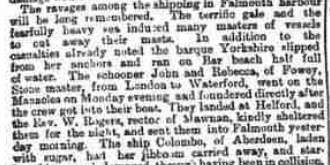 The ravages among the shipping in Falmouth harbour
will be long remembered. The terrific gale and the
fearfully heavy sea induced many masters of vessels
to cut away their masts. In addition to the
casualties already noted the barque Yorkshire slipped
from her anchors and ran on Bar beach half full
of water. The schooner John and Rebecca, of Fowey,
Stone master, from London to Waterford, went on the
Manacles on Monday evening and foundered directly after
the crew got into their boat. They landed at Helford, and
the Rev. W. Rogers, rector of Mawnan, kindly sheltered
them for the night, and sent them into Falmouth yester-
day morning. The ship Colombo, of Aberdeen, laden
with sugar, had her jibboom carried away, and star-
having been in collision